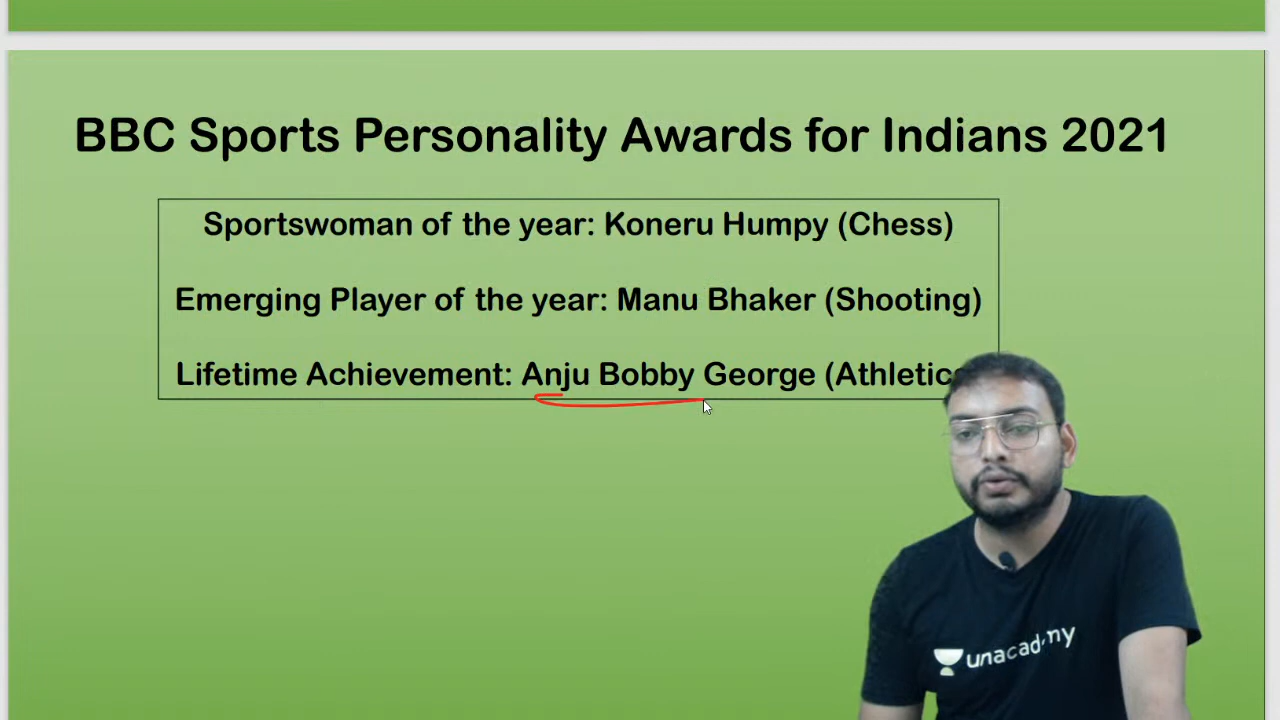 BBC Sports Personality Awards for Indians 2021
Sportswoman of the year: Koneru Humpy (Chess)
Emerging Player of the year: Manu Bhaker (Shooting)
Lifetime Achievement: Anju Bobby George (Athletics
unacademy